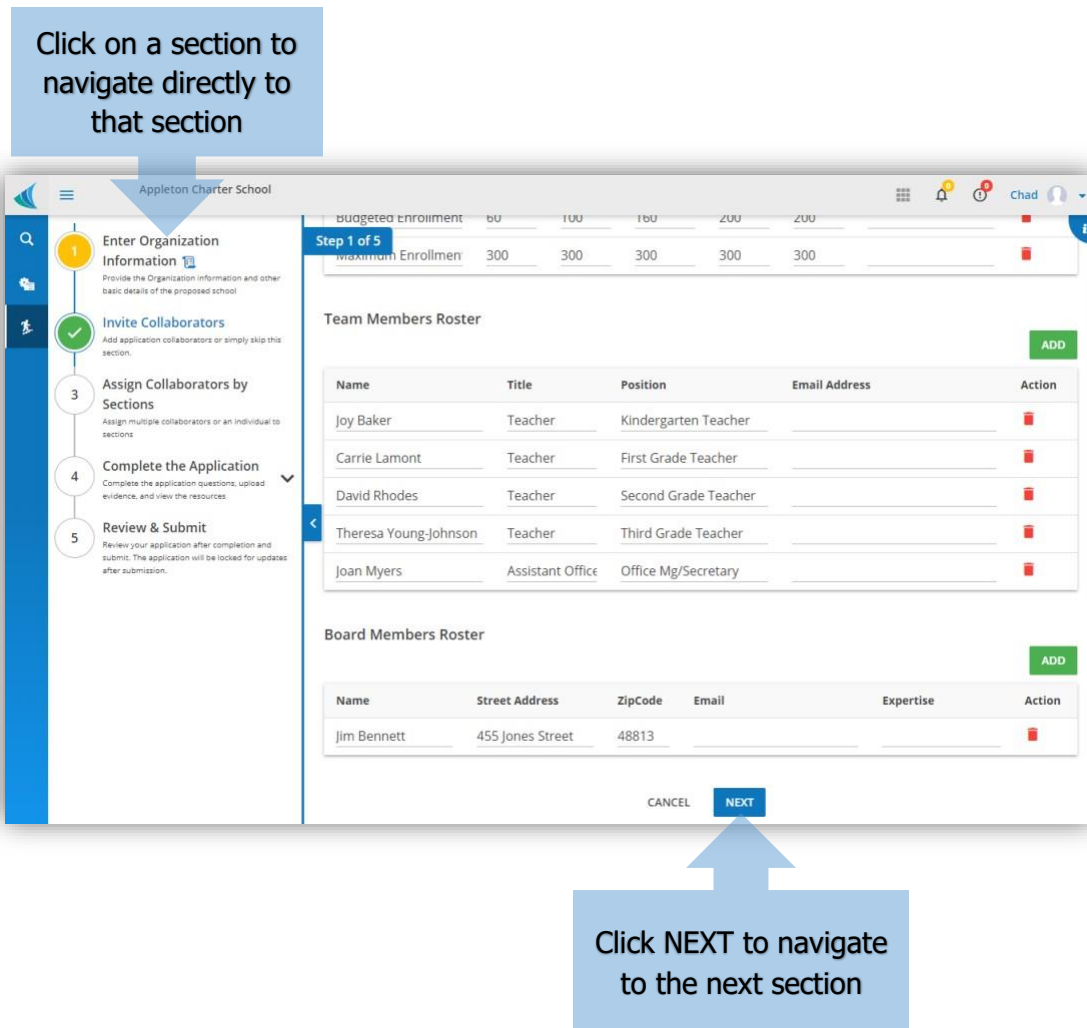 Click on a section to
navigate directly to
that section
Appleton Charter School
0
0
Chad
1
Enter Organization
Information
Provide the Organization information and other
basic details of the proposed school
Invite Collaborators
Add application collaborators or simply skip this
section.
3
Assign Collaborators by
Sections
Assign multiple collaborators or an individual to
sections
4
Complete the Application
Complete the application questions, upload
evidence, and view the resources
5
Review & Submit
Review your application after completion and
submit. The application will be locked for updates
after submission.
Step 1 of 5
Budgeted Enrollment 60 100 160 200 200
Maximum Enrollmen 300 300 300 300 300
Team Members Roster
ADD
Name Title Position Email Address Action
Joy Baker Teacher Kindergarten Teacher
Carrie Lamont Teacher First Grade Teacher
David Rhodes Teacher Second Grade Teacher
Theresa Young-Johnson Teacher Third Grade Teacher
Joan Myers Assistant Office Office Mg/Secretary
Board Members Roster
ADD
Name Street Address ZipCode Email Expertise Action
Jim Bennett 455 Jones Street 48813
CANCEL NEXT
Click NEXT to navigate
to the next section